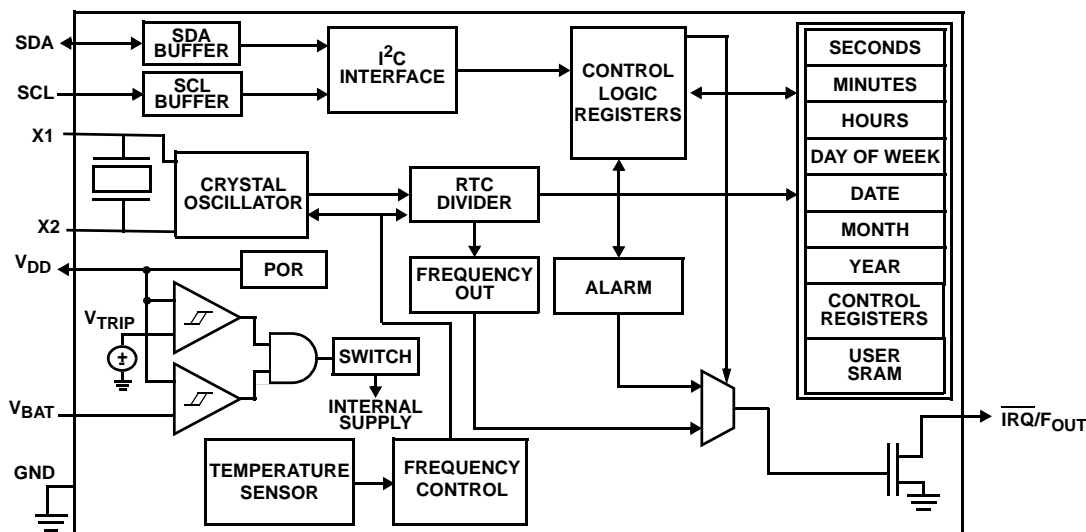 SDA
SDA
BUFFER
I²C
INTERFACE
CONTROL
LOGIC
REGISTERS
SECONDS
MINUTES
HOURS
DAY OF WEEK
DATE
MONTH
YEAR
CONTROL
REGISTERS
USER
SRAM
SCL
SCL
BUFFER
X1
CRYSTAL
OSCILLATOR
RTC
DIVIDER
X2
VDD
POR
FREQUENCY
OUT
ALARM
VTRIP
SWITCH
INTERNAL
SUPPLY
VBAT
IRQ/FOUT
GND
TEMPERATURE
SENSOR
FREQUENCY
CONTROL